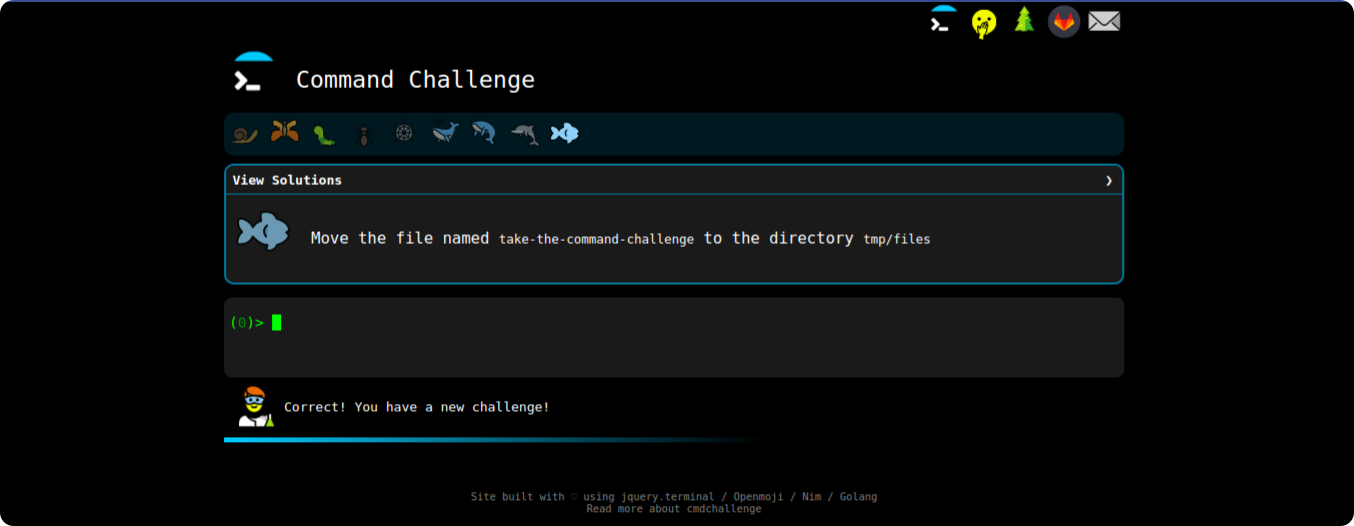 Command Challenge
View Solutions ❯
Move the file named take-the-command-challenge to the directory tmp/files
(0)>
Correct! You have a new challenge!
Site built with ♡ using jquery.terminal / Openmoji / Nim / Golang
Read more about cmdchallenge